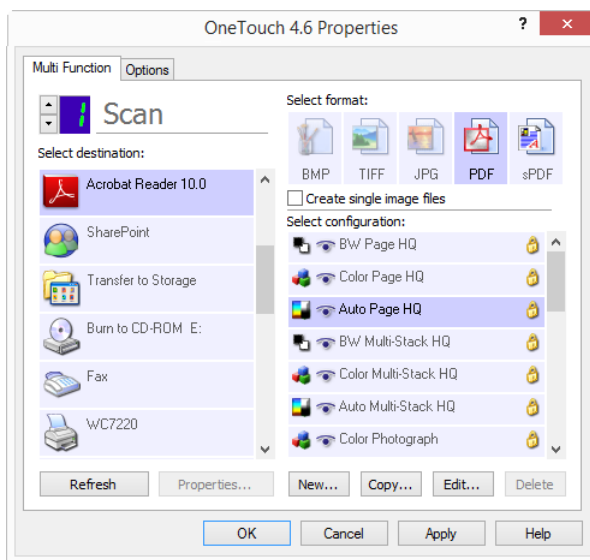 OneTouch 4.6 Properties
?
Multi Function
Options
1
Scan
Select destination:
Acrobat Reader 10.0
SharePoint
Transfer to Storage
Burn to CD-ROM E:
Fax
WC7220
Refresh
Properties...
Select format:
BMP
TIFF
JPG
PDF
sPDF
Create single image files
Select configuration:
BW Page HQ
Color Page HQ
Auto Page HQ
BW Multi-Stack HQ
Color Multi-Stack HQ
Auto Multi-Stack HQ
Color Photograph
New...
Copy...
Edit...
Delete
OK
Cancel
Apply
Help